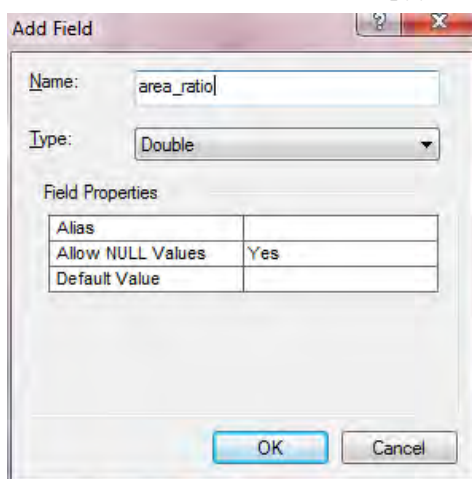 Add Field
Name: area_ratio
Type: Double
Field Properties
Alias
Allow NULL Values Yes
Default Value
OK Cancel